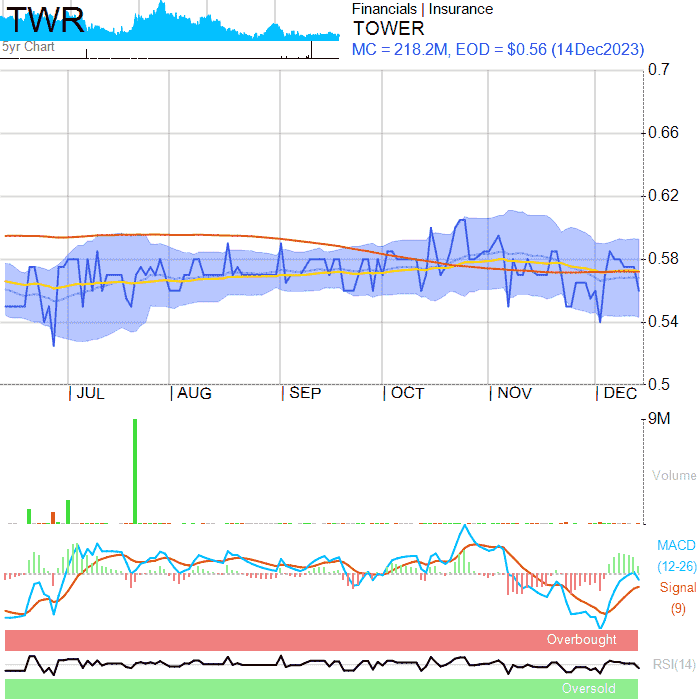 TWR
5yr Chart
Financials | Insurance
TOWER
MC = 218.2M, EOD = $0.56 (14Dec2023)
0.7
0.66
0.62
0.58
0.54
0.5
JUL AUG SEP OCT NOV DEC
9M
Volume
MACD
(12-26)
Signal
(9)
Overbought
RSI(14)
Oversold